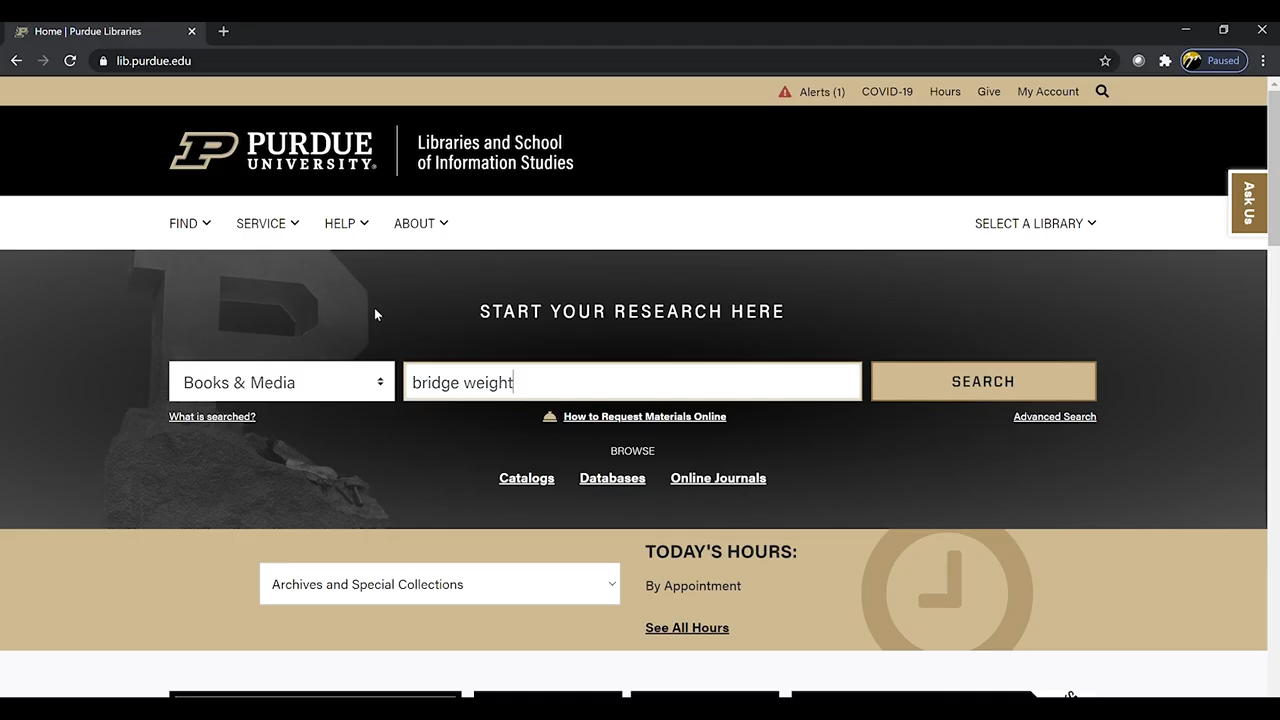 Home | Purdue Libraries
lib.purdue.edu
Paused
Alerts (1) COVID-19 Hours Give My Account
PURDUE UNIVERSITY®
Libraries and School
of Information Studies
Ask Us
FIND SERVICE HELP ABOUT SELECT A LIBRARY
START YOUR RESEARCH HERE
Books & Media bridge weight SEARCH
What is searched? How to Request Materials Online Advanced Search
BROWSE
Catalogs Databases Online Journals
TODAY'S HOURS:
Archives and Special Collections
By Appointment
See All Hours